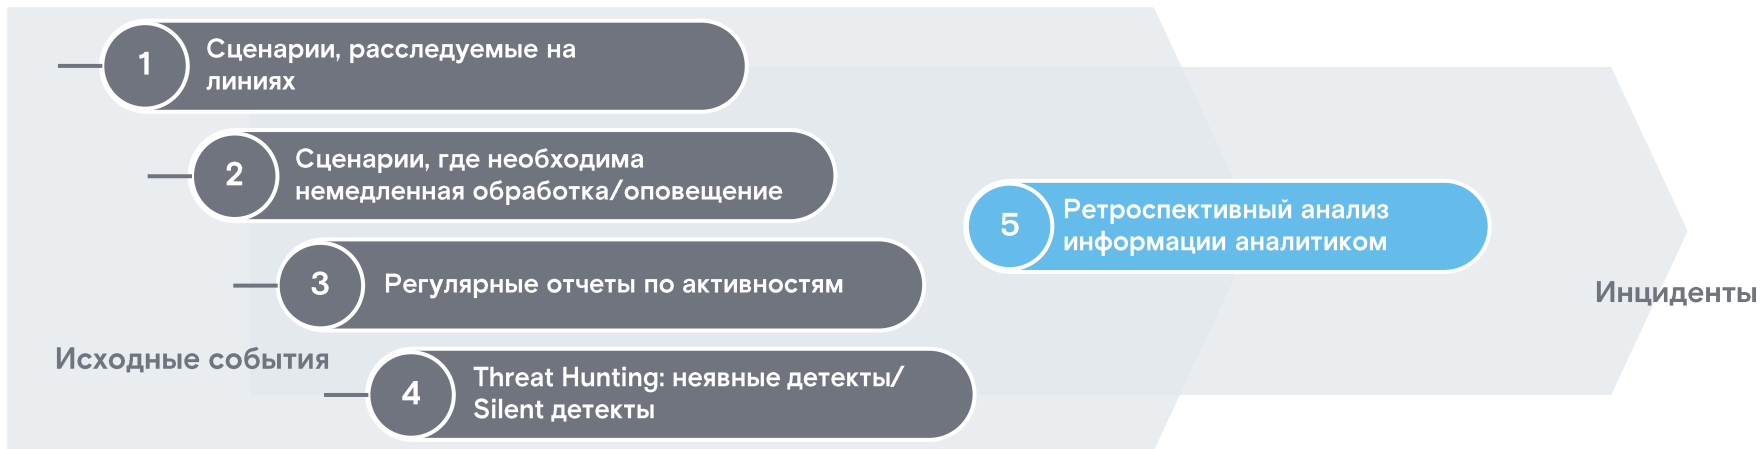 1
Сценарии, расследуемые на
линиях
2
Сценарии, где необходима
немедленная обработка/оповещение
3
Регулярные отчеты по активностям
4
Threat Hunting: неявные детекты/
Silent детекты
Исходные события
5
Ретроспективный анализ
информации аналитиком
Инциденты